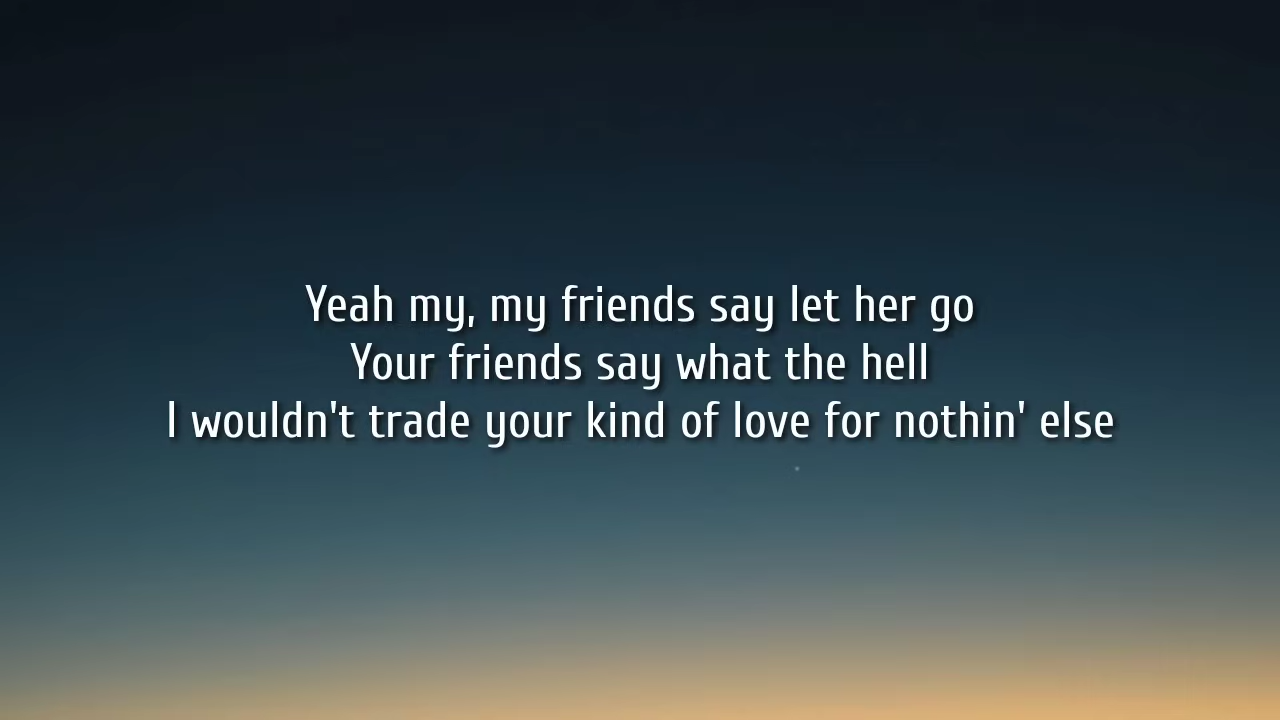 Yeah my, my friends say let her go
Your friends say what the hell
I wouldn't trade your kind of love for nothin' else